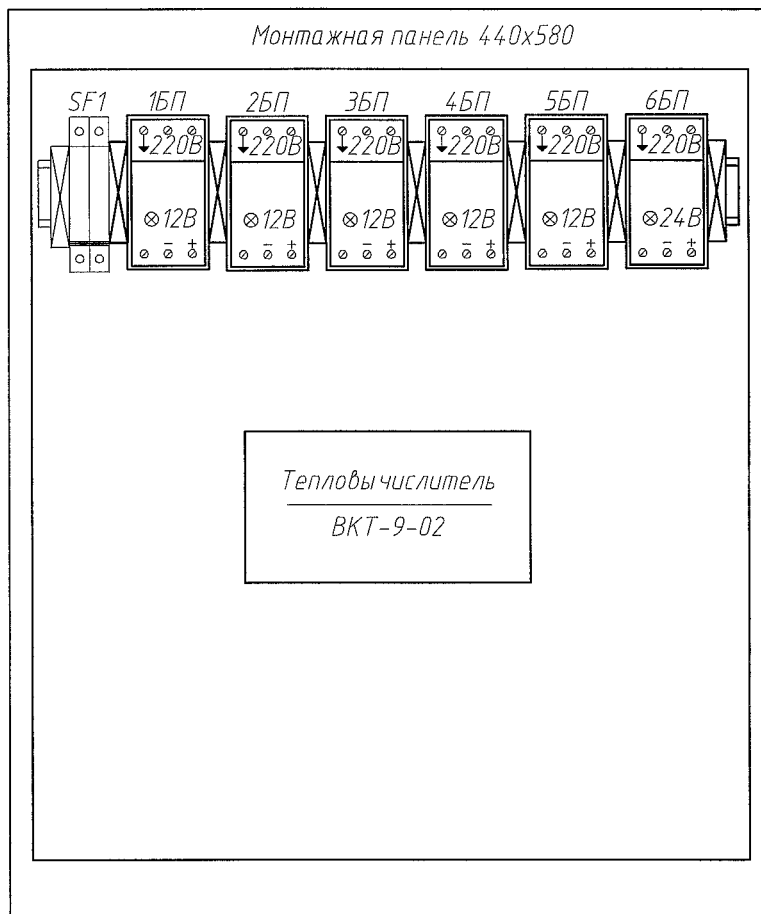 Монтажная панель 440х580
SF1 1БП 2БП 3БП 4БП 5БП 6БП
220В 220В 220В 220В 220В 220В
12В 12В 12В 12В 12В 24В
- + - + - + - + - + - +
Тепловычислитель
ВКТ-9-02